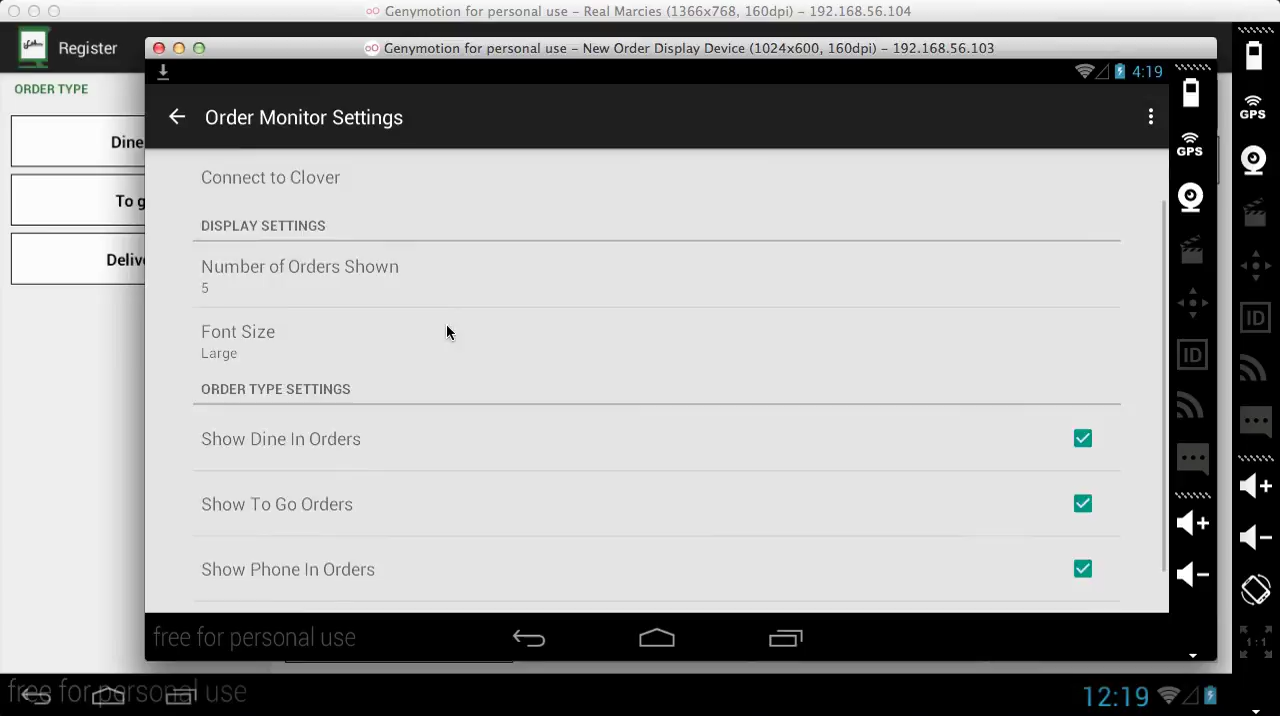 Genymotion for personal use – Real Marcies (1366x768, 160dpi) – 192.168.56.104
Register
Genymotion for personal use – New Order Display Device (1024x600, 160dpi) – 192.168.56.103
4:19
ORDER TYPE
Order Monitor Settings
GPS
GPS
Dine
Connect to Clover
To g
DISPLAY SETTINGS
Number of Orders Shown
5
Delive
Font Size
Large
ID
ID
ORDER TYPE SETTINGS
Show Dine In Orders
Show To Go Orders
Show Phone In Orders
free for personal use
1:1
free for personal use
12:19